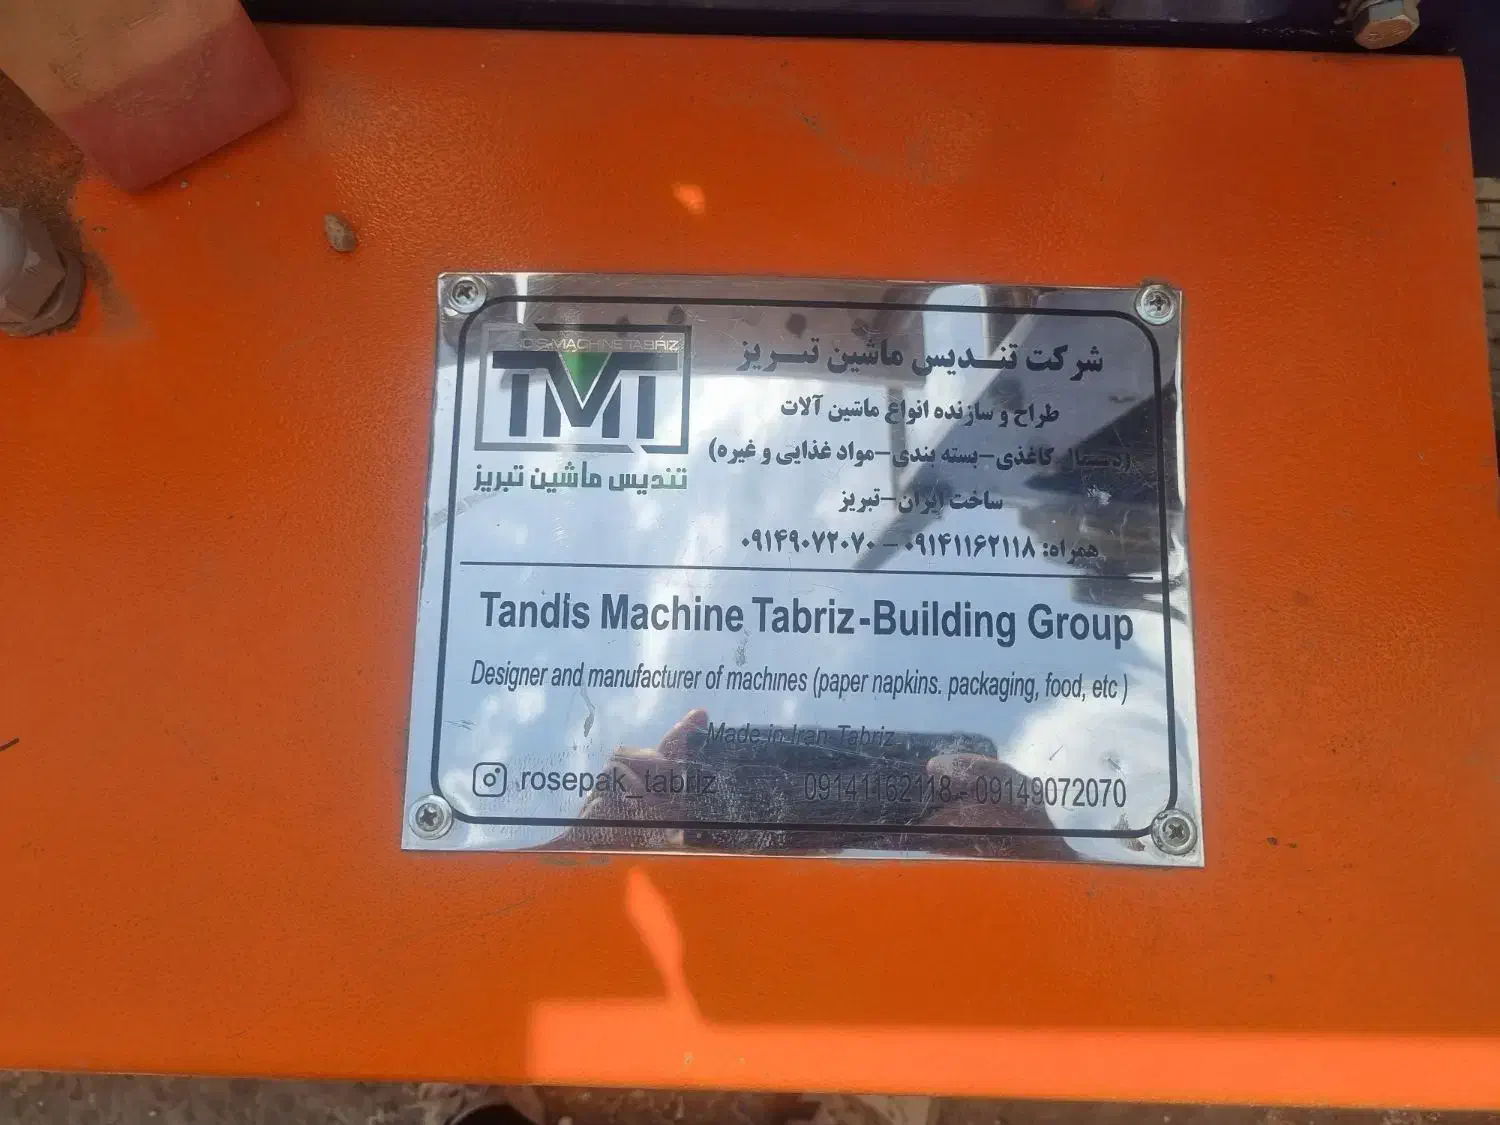 NDIS MACHINE TABRIZ
TMT
تندیس ماشین تبریز
شرکت تندیس ماشین تبریز
طراح و سازنده انواع ماشین آلات
(دستمال کاغذی-بسته بندی-مواد غذایی و غیره)
ساخت ایران-تبریز
همراه: ۰۹۱۴۱۱۶۲۱۱۸ - ۰۹۱۴۹۰۷۲۰۷۰
Tandis Machine Tabriz-Building Group
Designer and manufacturer of machines (paper napkins. packaging, food, etc )
Made in Iran-Tabriz
rosepak_tabriz 09141162118 - 09149072070